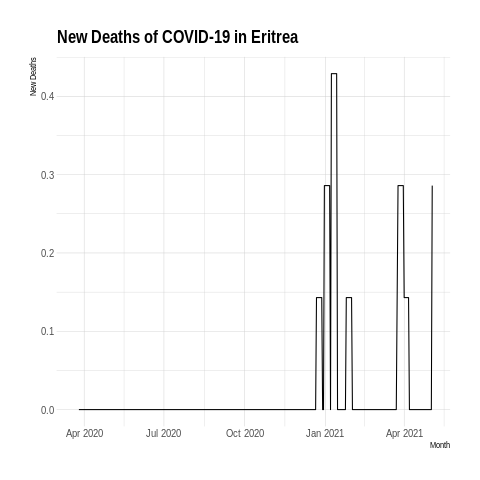 New Deaths of COVID-19 in Eritrea
New Deaths
0.4
0.3
0.2
0.1
0.0
Apr 2020 Jul 2020 Oct 2020 Jan 2021 Apr 2021
Month